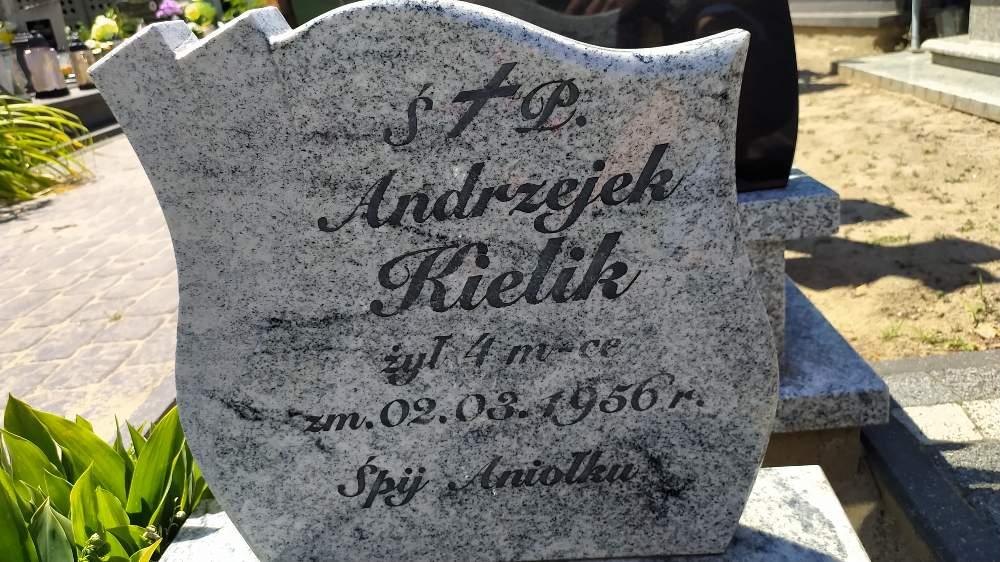 Ś✝P.
Andrzejek
Kielik
żył 4 m-ce
zm. 02.03.1956 r.
Śpij Aniołku